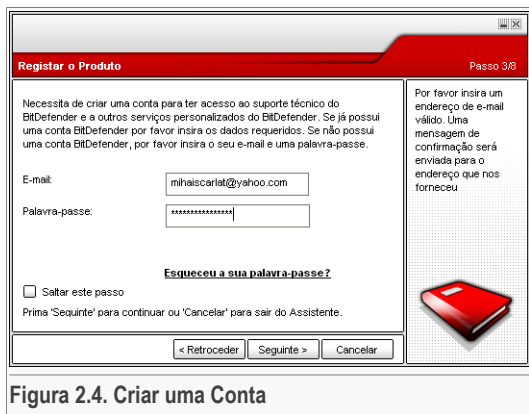 Registar o Produto
Passo 3/8
Necessita de criar uma conta para ter acesso ao suporte técnico do
BitDefender e a outros serviços personalizados do BitDefender. Se já possui
uma conta BitDefender por favor insira os dados requeridos. Se não possui
uma conta BitDefender, por favor insira o seu e-mail e uma palavra-passe.
E-mail:
mihaiscarlat@yahoo.com
Palavra-passe:
****************
Esqueceu a sua palavra-passe?
Saltar este passo
Prima 'Seguinte' para continuar ou 'Cancelar' para sair do Assistente.
Por favor insira um
endereço de e-mail
válido. Uma
mensagem de
confirmação será
enviada para o
endereço que nos
forneceu
« Retroceder
Seguinte »
Cancelar
Figura 2.4. Criar uma Conta